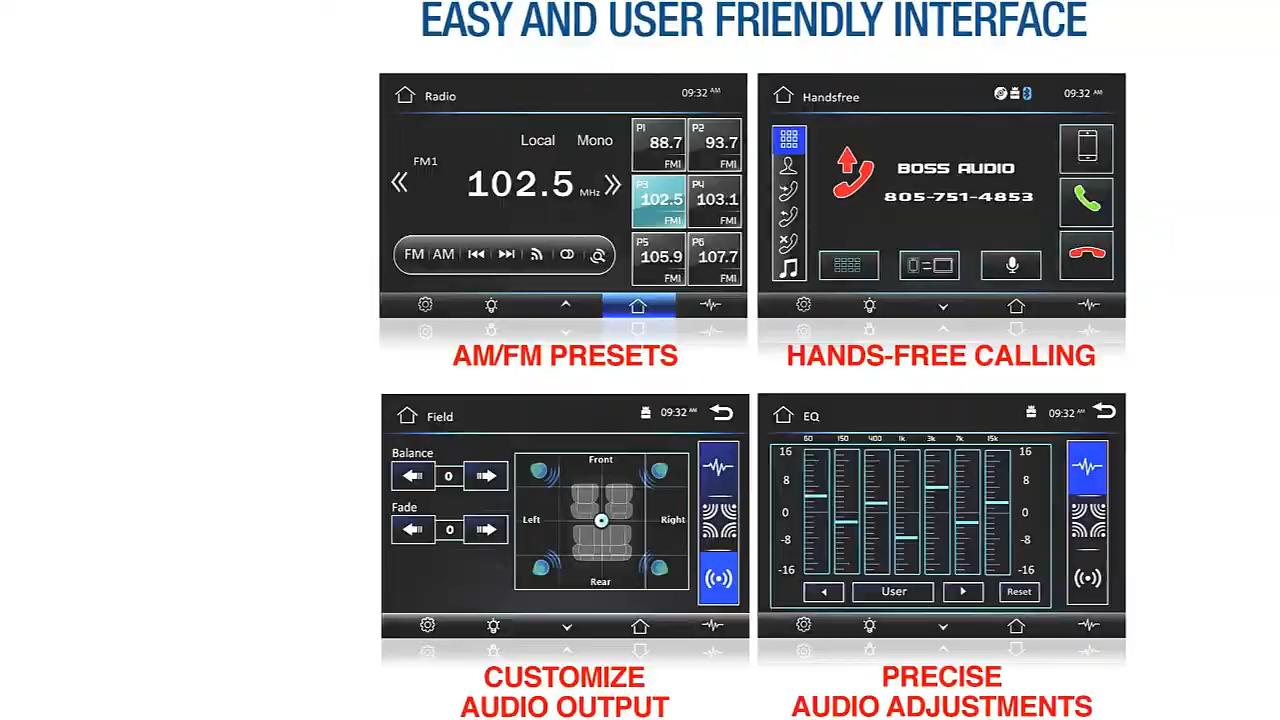 EASY AND USER FRIENDLY INTERFACE
Radio
09:32 AM
Local Mono
FM1
102.5 MHz
FM AM
P1 88.7 FMI
P2 93.7 FMI
P3 102.5 FMI
P4 103.1 FMI
P5 105.9 FMI
P6 107.7 FMI
AM/FM PRESETS
Handsfree
09:32 AM
BOSS AUDIO
805-751-4853
HANDS-FREE CALLING
Field
09:32 AM
Balance
0
Fade
0
Front
Left
Right
Rear
CUSTOMIZE
AUDIO OUTPUT
EQ
09:32 AM
60 150 400 1k 3k 7k 15k
16 16
8 8
0 0
-8 -8
-16 -16
User
Reset
PRECISE
AUDIO ADJUSTMENTS